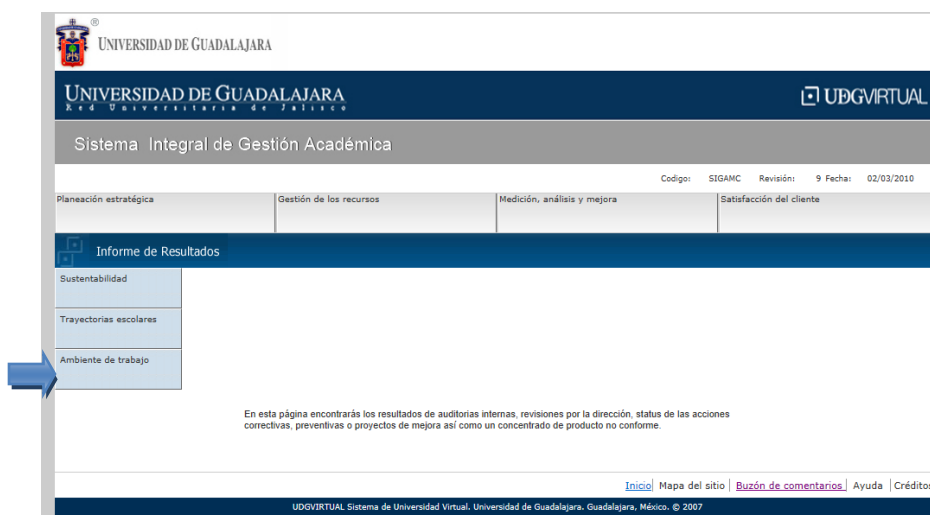 ®
UNIVERSIDAD DE GUADALAJARA
UNIVERSIDAD DE GUADALAJARA
Red Universitaria de Jalisco
UDGVIRTUAL
Sistema Integral de Gestión Académica
Codigo: SIGAMC Revisión: 9 Fecha: 02/03/2010
Planeación estratégica
Gestión de los recursos
Medición, análisis y mejora
Satisfacción del cliente
Informe de Resultados
Sustentabilidad
Trayectorias escolares
Ambiente de trabajo
En esta página encontrarás los resultados de auditorias internas, revisiones por la dirección, status de las acciones
correctivas, preventivas o proyectos de mejora así como un concentrado de producto no conforme.
Inicio| Mapa del sitio | Buzón de comentarios | Ayuda | Créditos
UDGVIRTUAL Sistema de Universidad Virtual. Universidad de Guadalajara. Guadalajara, México. © 2007